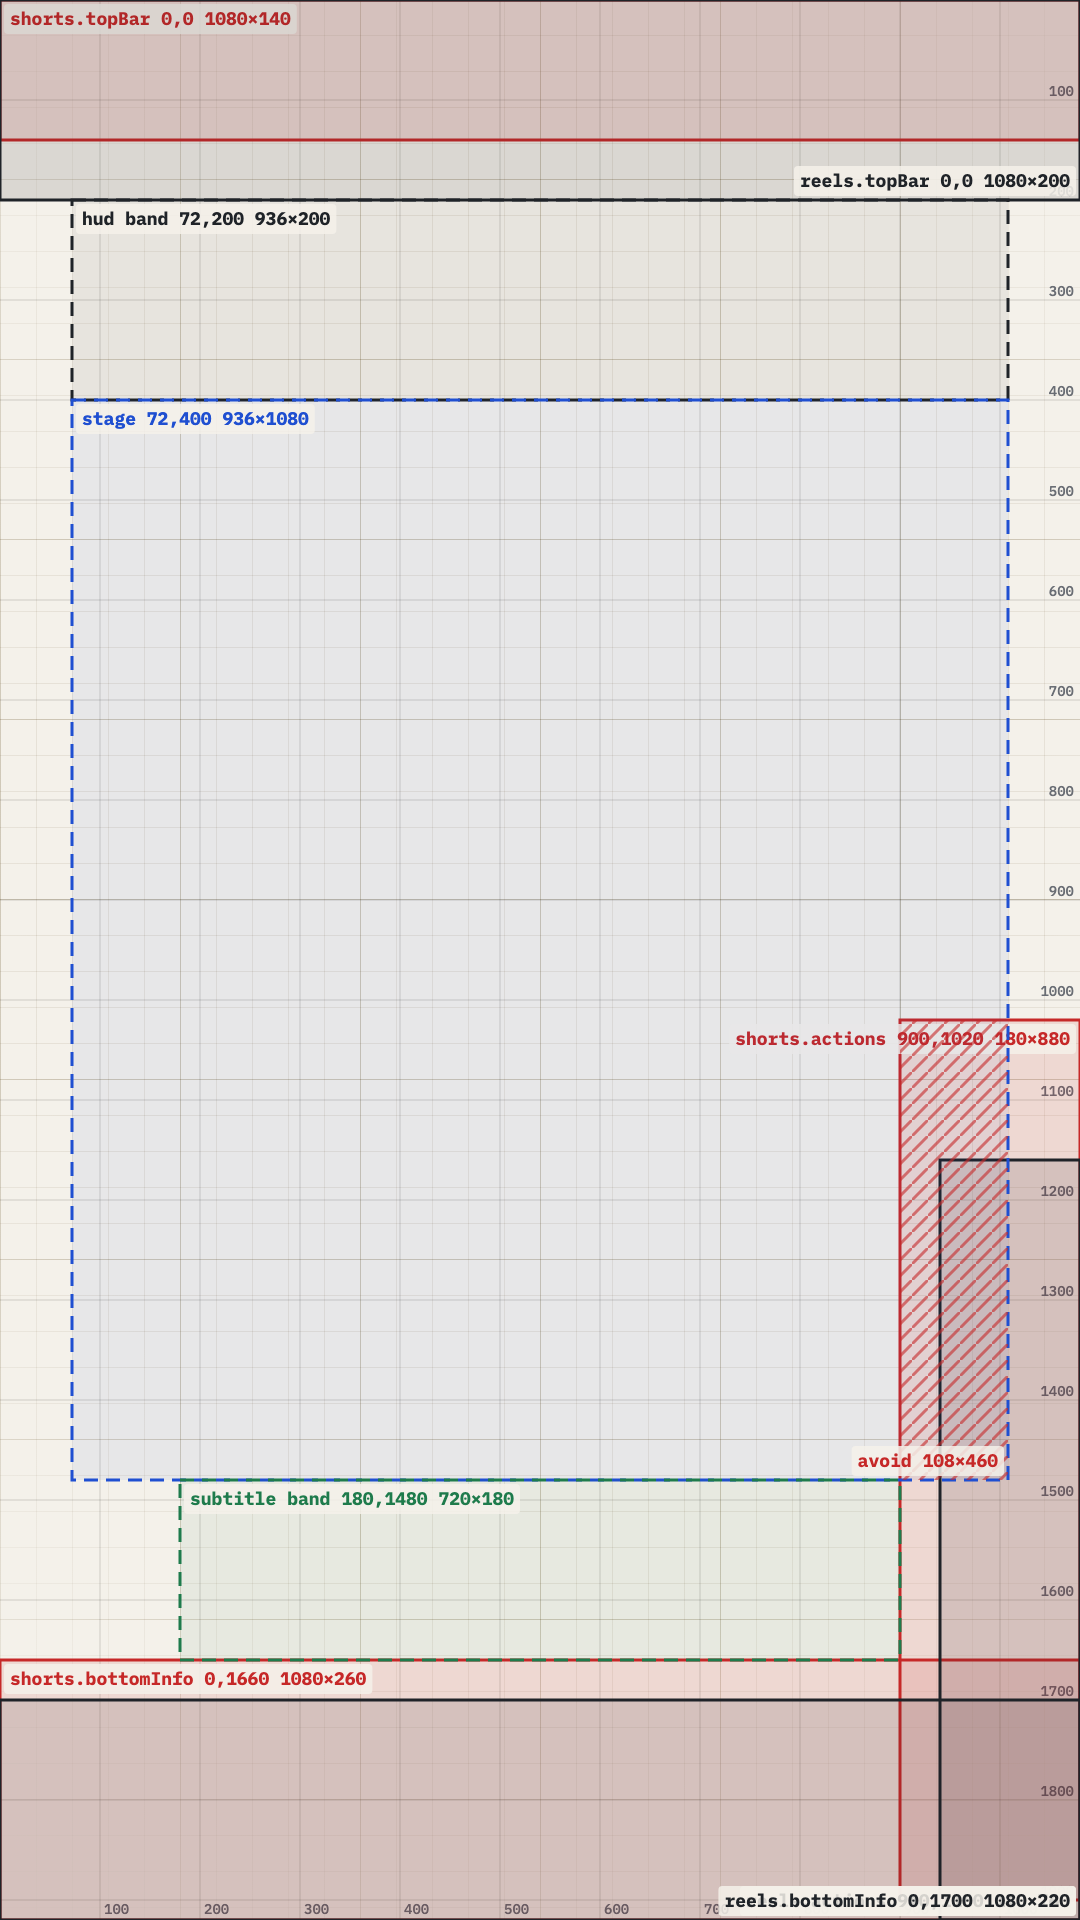 shorts.topBar 0,0 1080×140
100
reels.topBar 0,0 1080×200
hud band 72,200 936×200
300
400
stage 72,400 936×1080
500
600
700
800
900
1000
shorts.actions 900,1020 180×880
1100
1200
1300
1400
avoid 108×460
1500
subtitle band 180,1480 720×180
1600
shorts.bottomInfo 0,1660 1080×260
1700
1800
reels.bottomInfo 0,1700 1080×220
100 200 300 400 500 600